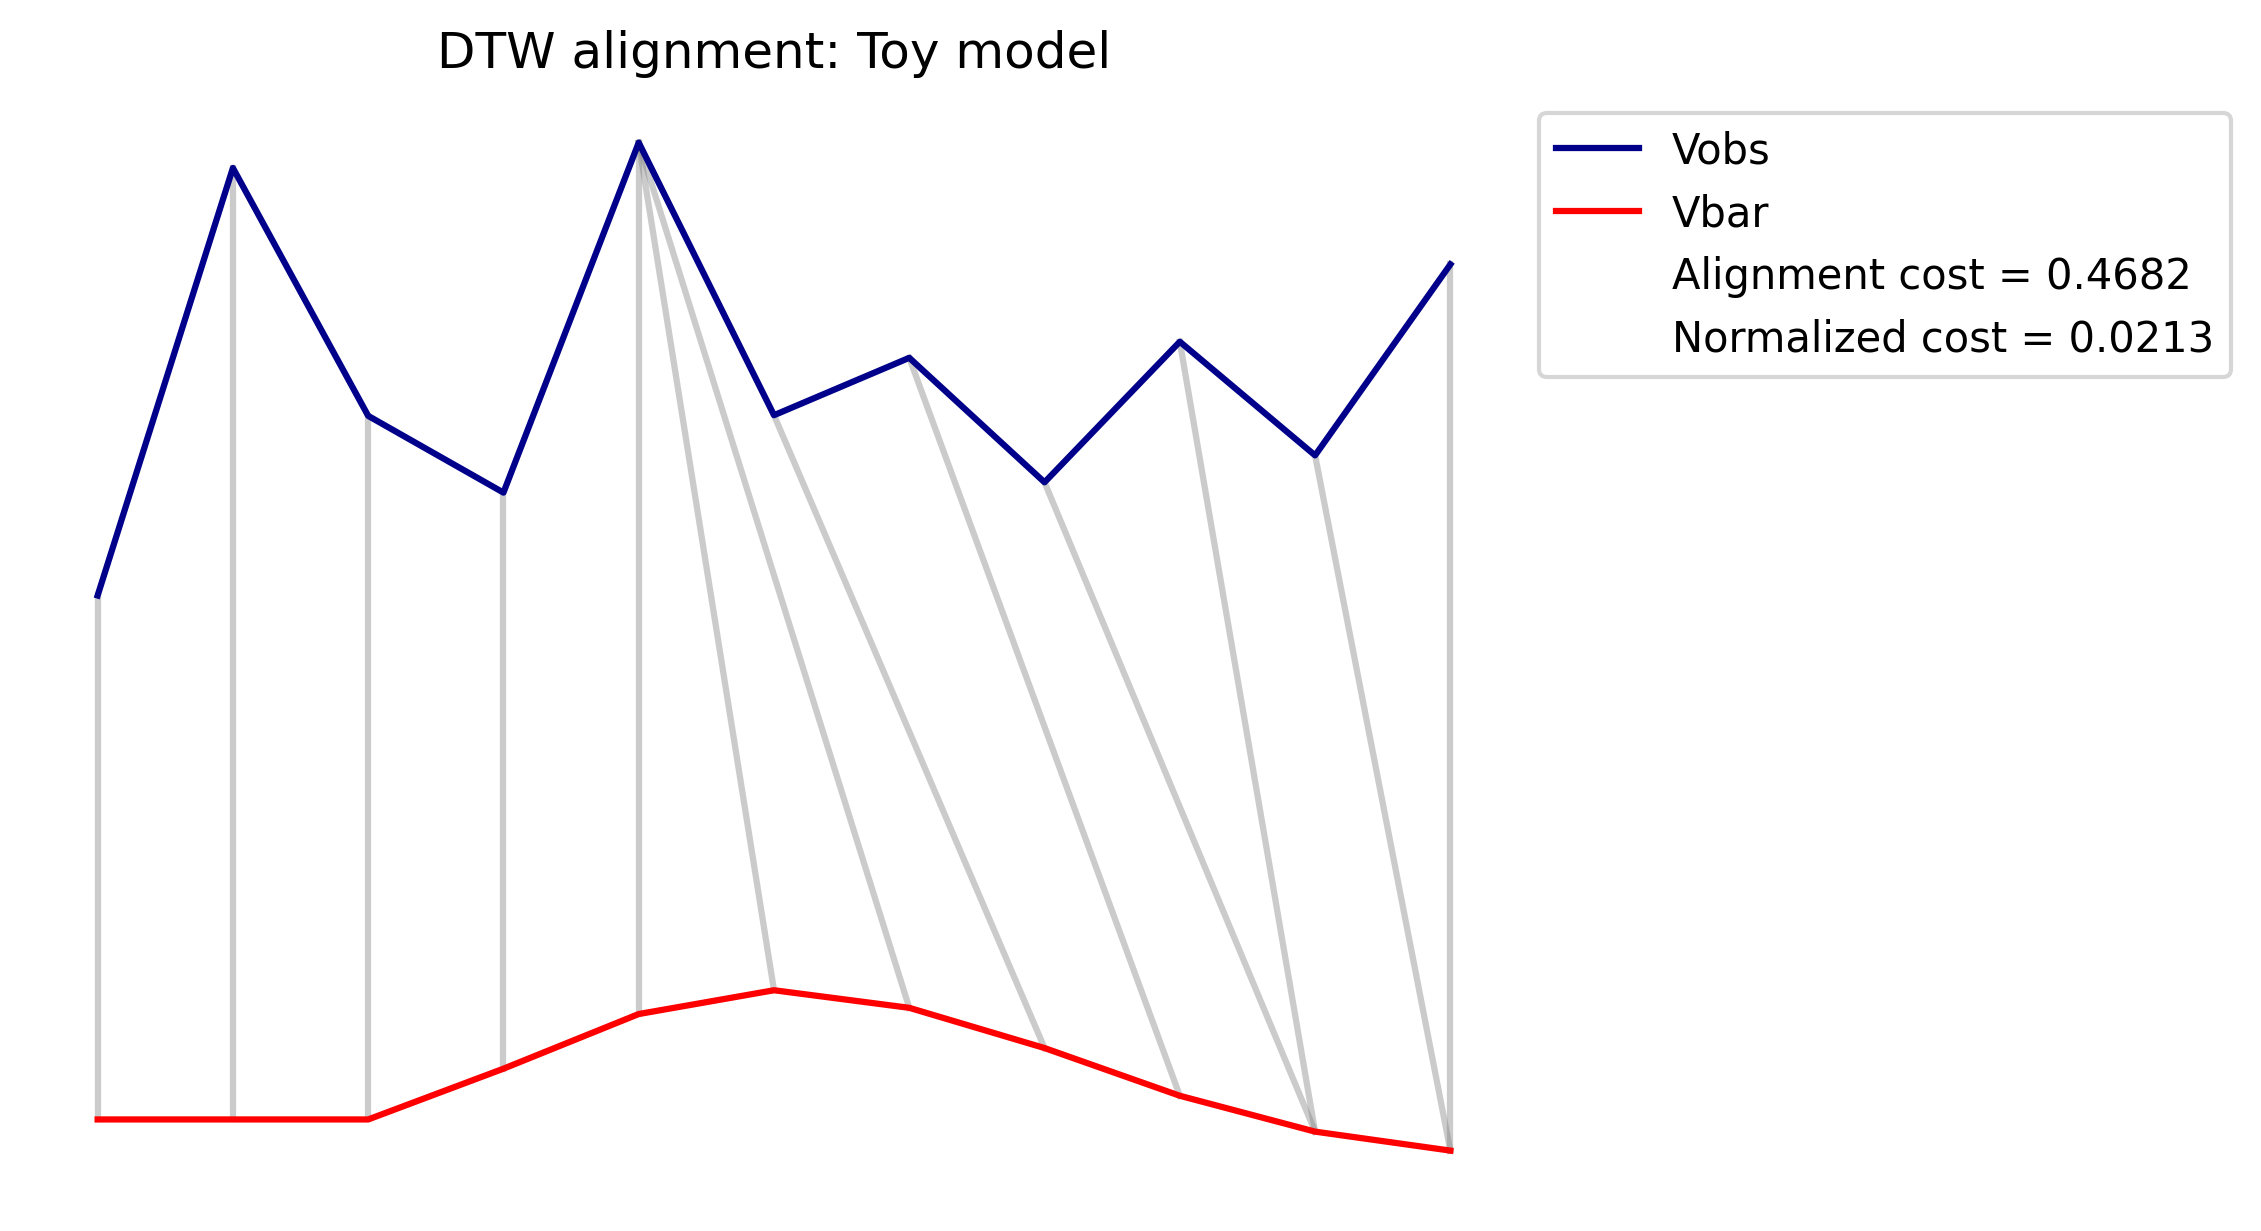 DTW alignment: Toy model
Vobs
Vbar
Alignment cost = 0.4682
Normalized cost = 0.0213